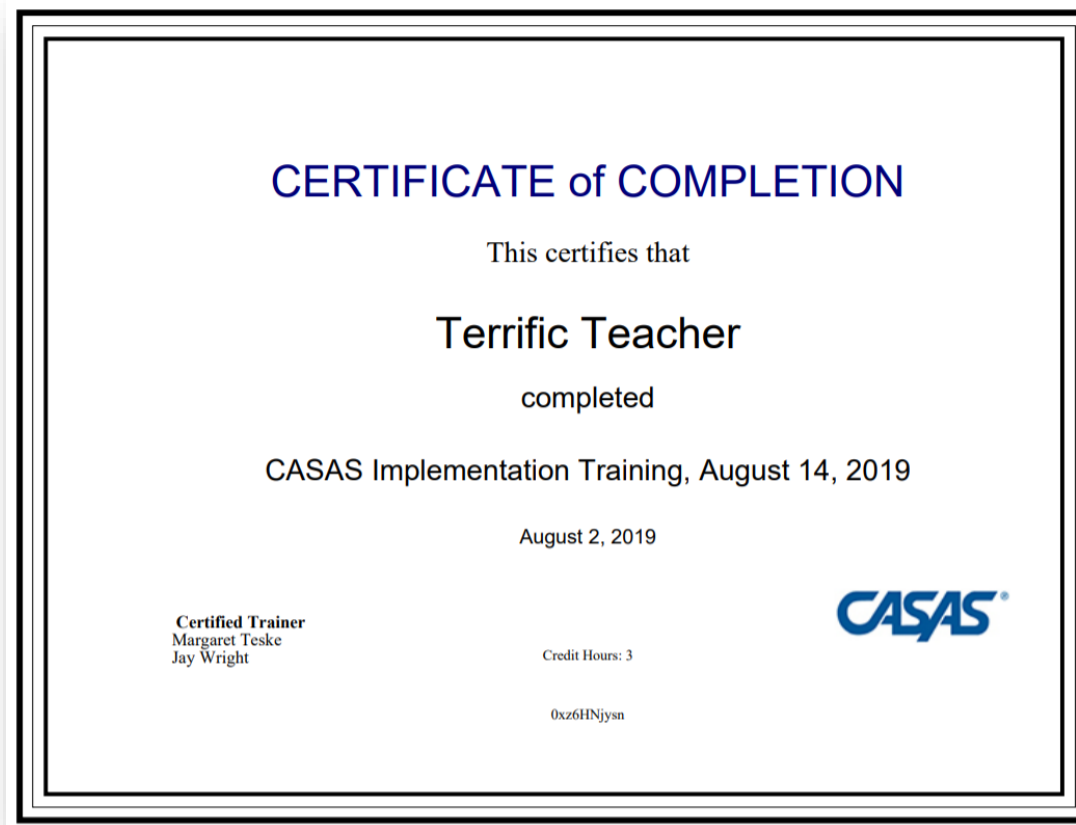 CERTIFICATE of COMPLETION
This certifies that
Terrific Teacher
completed
CASAS Implementation Training, August 14, 2019
August 2, 2019
CASAS®
Certified Trainer
Margaret Teske
Jay Wright
Credit Hours: 3
0xz6HNjysn